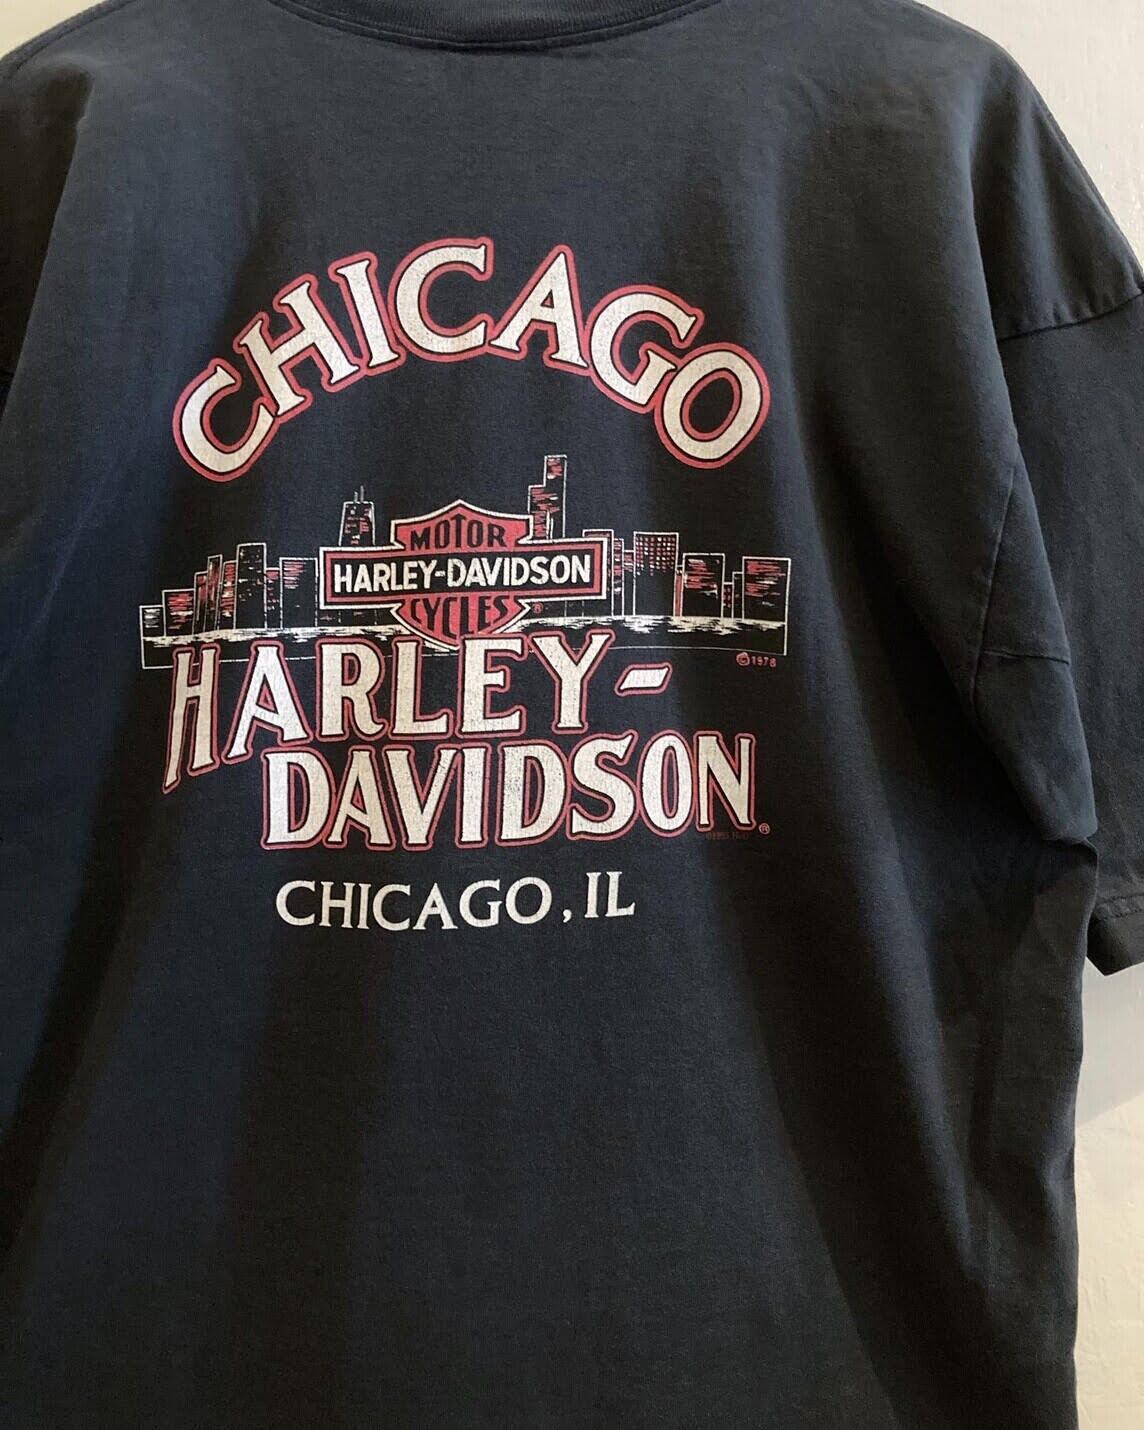 CHICAGO
MOTOR
HARLEY-DAVIDSON
CYCLES ®
© 1978
HARLEY-
DAVIDSON ®
CHICAGO, IL